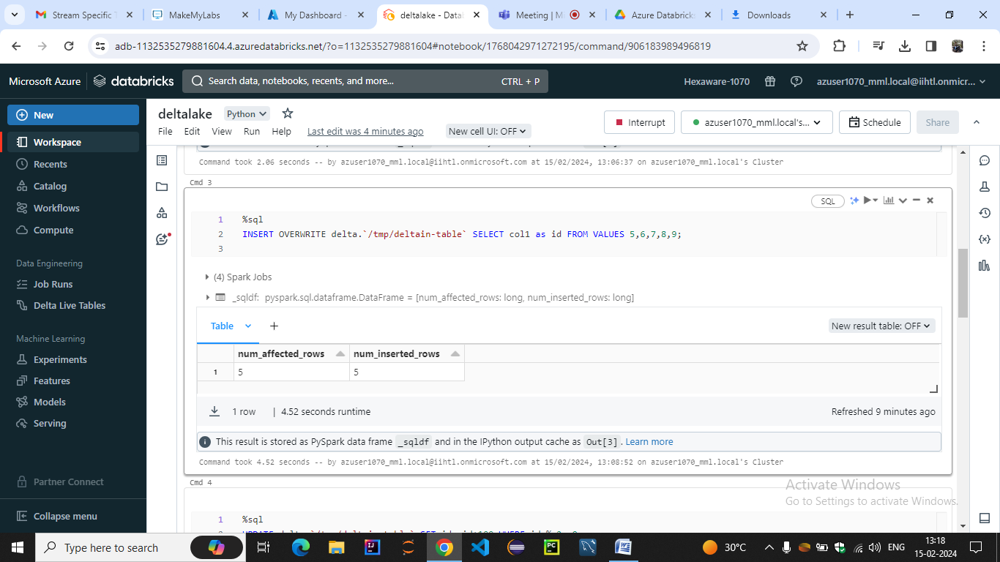 Stream Specific T
MakeMyLabs
My Dashboard -
deltalake - Datab
Meeting | M
Azure Databricks
Downloads
adb-1132535279881604.4.azuredatabricks.net/?o=1132535279881604#notebook/1768042971272195/command/906183989496819
Microsoft Azure
databricks
Search data, notebooks, recents, and more...
CTRL + P
Hexaware-1070
azuser1070_mml.local@iihtl.onmicr...
New
Workspace
Recents
Catalog
Workflows
Compute
Data Engineering
Job Runs
Delta Live Tables
Machine Learning
Experiments
Features
Models
Serving
Partner Connect
Collapse menu
deltalake
Python
Interrupt
azuser1070_mml.local's...
Schedule
Share
File Edit View Run Help
Last edit was 4 minutes ago
New cell UI: OFF
Command took 2.06 seconds -- by azuser1070_mml.local@iihtl.onmicrosoft.com at 15/02/2024, 13:06:37 on azuser1070_mml.local's Cluster
Cmd 3
SQL
1 %sql
2 INSERT OVERWRITE delta.`/tmp/deltain-table` SELECT col1 as id FROM VALUES 5,6,7,8,9;
3
(4) Spark Jobs
_sqldf: pyspark.sql.dataframe.DataFrame = [num_affected_rows: long, num_inserted_rows: long]
Table
+
New result table: OFF
num_affected_rows num_inserted_rows
1 5 5
1 row | 4.52 seconds runtime
Refreshed 9 minutes ago
This result is stored as PySpark data frame _sqldf and in the IPython output cache as Out[3]. Learn more
Command took 4.52 seconds -- by azuser1070_mml.local@iihtl.onmicrosoft.com at 15/02/2024, 13:08:52 on azuser1070_mml.local's Cluster
Cmd 4
1 %sql
Activate Windows
Go to Settings to activate Windows.
Type here to search
30°C
ENG
13:18
15-02-2024